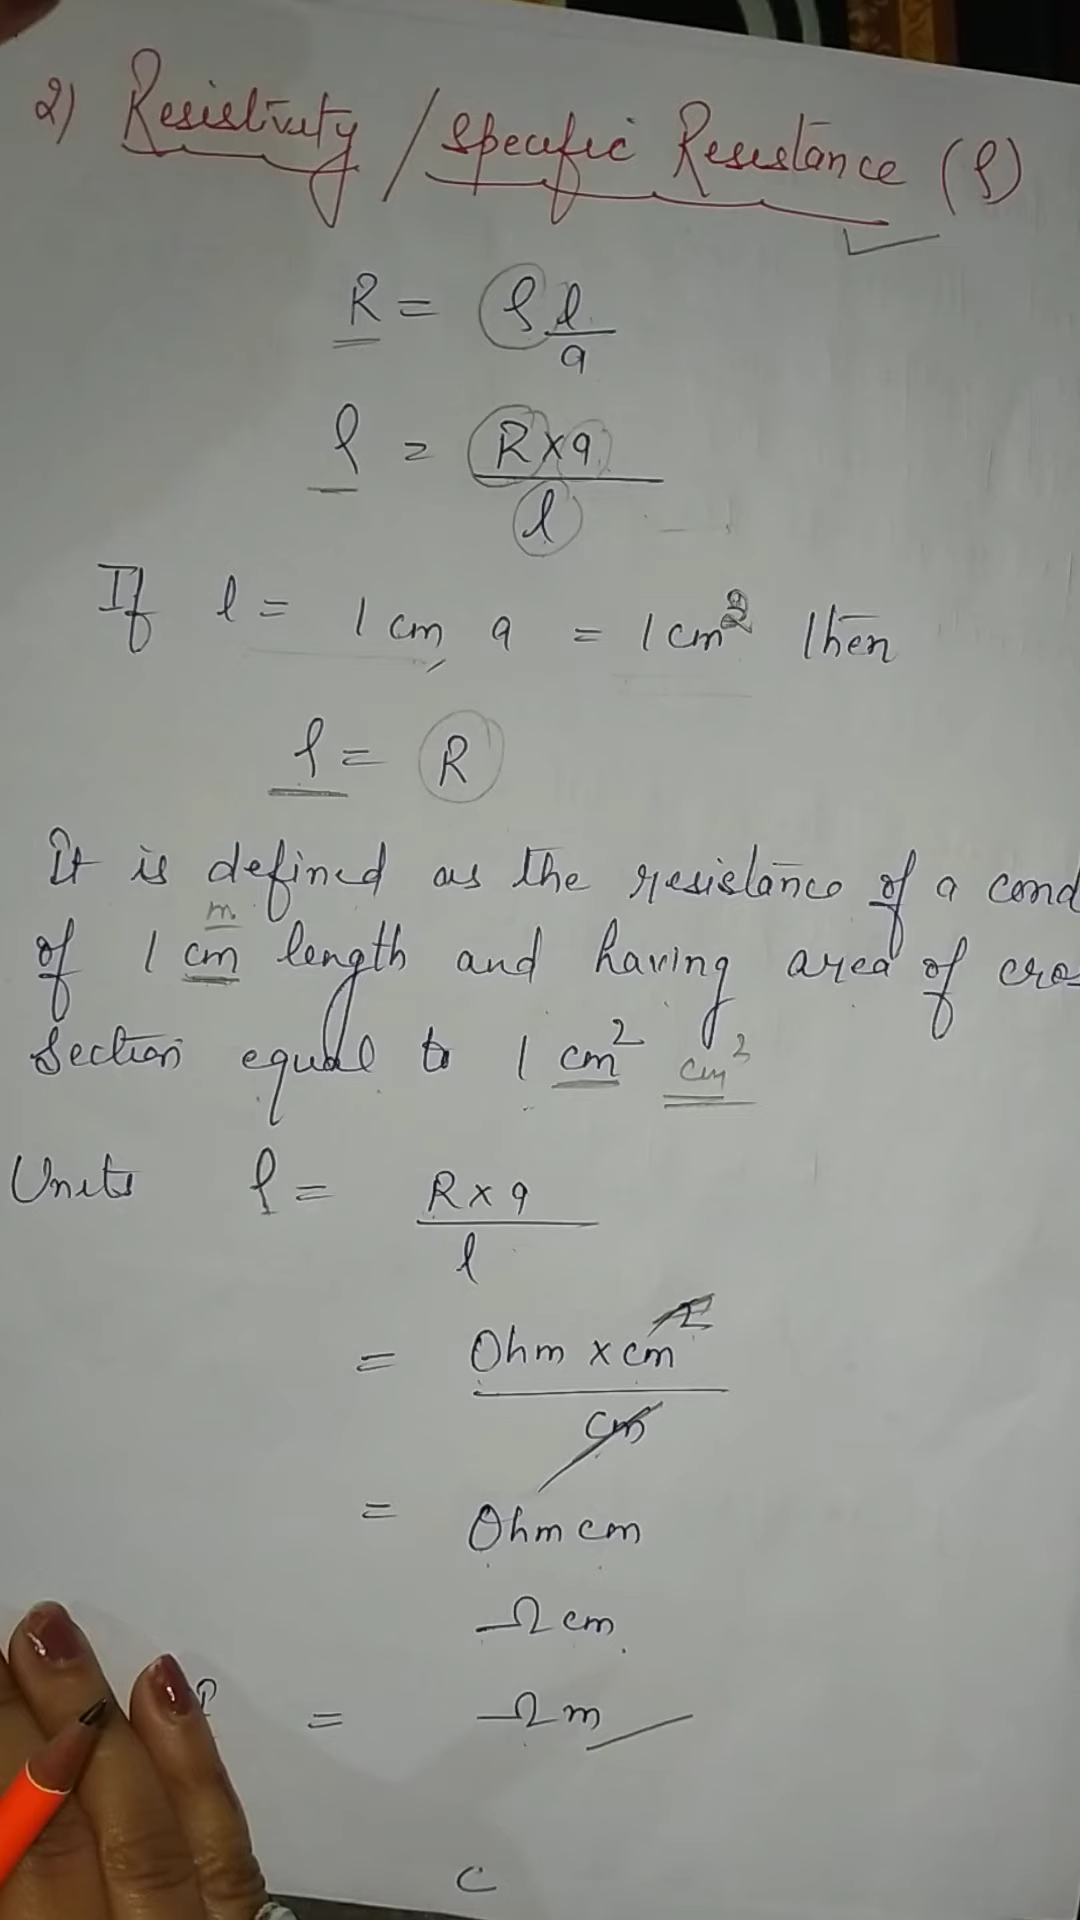 2) Resistivity / Specific Resistance (ρ)
R = ρ l/a
ρ = R×a/l
If l = 1 cm, a = 1 cm² then
ρ = R
It is defined as the resistance of a cond
m
of 1 cm length and having area of cros
Section equal to 1 cm² cm²
Units ρ = R×a/l
= Ohm × cm²/cm
= Ohm cm
Ω cm
= Ω m
C